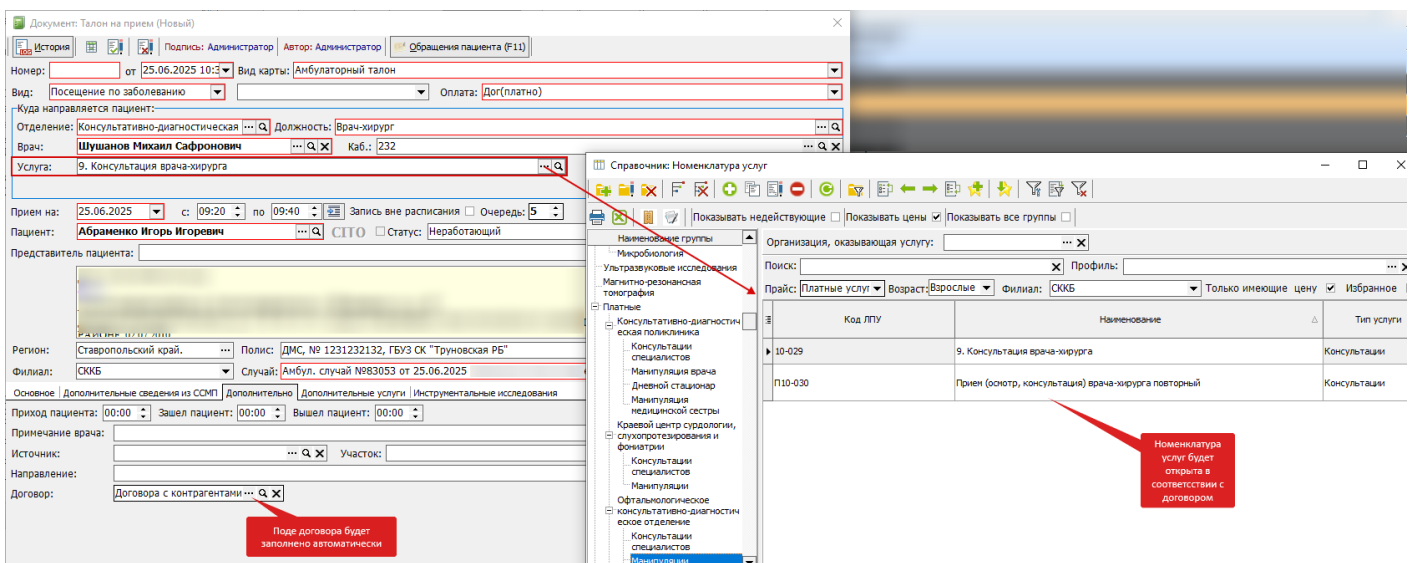 Документ: Талон на прием (Новый)
История
Подпись: Администратор
Автор: Администратор
Обращения пациента (F11)
Номер:
от 25.06.2025 10:3
Вид карты: Амбулаторный талон
Вид: Посещение по заболеванию
Оплата: Дог(платно)
Куда направляется пациент:
Отделение: Консультативно-диагностическая
Должность: Врач-хирург
Врач: Шушанов Михаил Сафронович
Каб.: 232
Услуга: 9. Консультация врача-хирурга
Прием на: 25.06.2025 с: 09:20 по 09:40 Запись вне расписания Очередь: 5
Пациент: Абраменко Игорь Игоревич CITO Статус: Неработающий
Представитель пациента:
Регион: Ставропольский край. Полис: ДМС, № 1231232132, ГБУЗ СК "Труновская РБ"
Филиал: СККБ Случай: Амбул. случай №83053 от 25.06.2025
Основное Дополнительные сведения из ССМП Дополнительно Дополнительные услуги Инструментальные исследования
Приход пациента: 00:00 Зашел пациент: 00:00 Вышел пациент: 00:00
Примечание врача:
Источник: Участок:
Направление:
Договор: Договора с контрагентами
Поде договора будет
заполнено автоматически
Справочник: Номенклатура услуг
Показывать недействующие Показывать цены Показывать все группы
Наименование группы
Микробиология
Ультразвуковые исследования
Магнитно-резонансная
томография
Платные
Консультативно-диагностич
еская поликлиника
Консультации
специалистов
Манипуляция врача
Дневной стационар
Манипуляция
медицинской сестры
Краевой центр сурдологии,
слухопротезирования и
фониатрии
Консультации
специалистов
Манипуляции
Офтальмологическое
консультативно-диагностич
еское отделение
Консультации
специалистов
Манипуляции
Организация, оказывающая услугу:
Поиск: Профиль:
Прайс: Платные услуг Возраст: Взрослые Филиал: СККБ Только имеющие цену Избранное
Код ЛПУ Наименование Тип услуги
10-029 9. Консультация врача-хирурга Консультации
П10-030 Прием (осмотр, консультация) врача-хирурга повторный Консультации
Номенклатура
услуг будет
открыта в
соответсствии с
договором